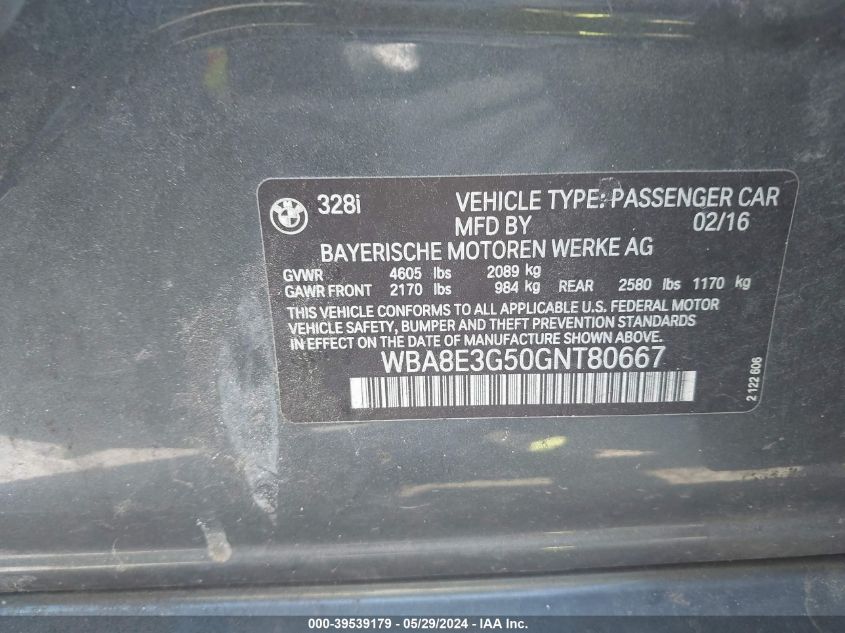 328i VEHICLE TYPE: PASSENGER CAR
MFD BY 02/16
BAYERISCHE MOTOREN WERKE AG
GVWR 4605 lbs 2089 kg
GAWR FRONT 2170 lbs 984 kg REAR 2580 lbs 1170 kg
THIS VEHICLE CONFORMS TO ALL APPLICABLE U.S. FEDERAL MOTOR
VEHICLE SAFETY, BUMPER AND THEFT PREVENTION STANDARDS
IN EFFECT ON THE DATE OF MANUFACTURE SHOWN ABOVE.
WBA8E3G50GNT80667
2 122 606
000-39539179 - 05/29/2024 - IAA Inc.